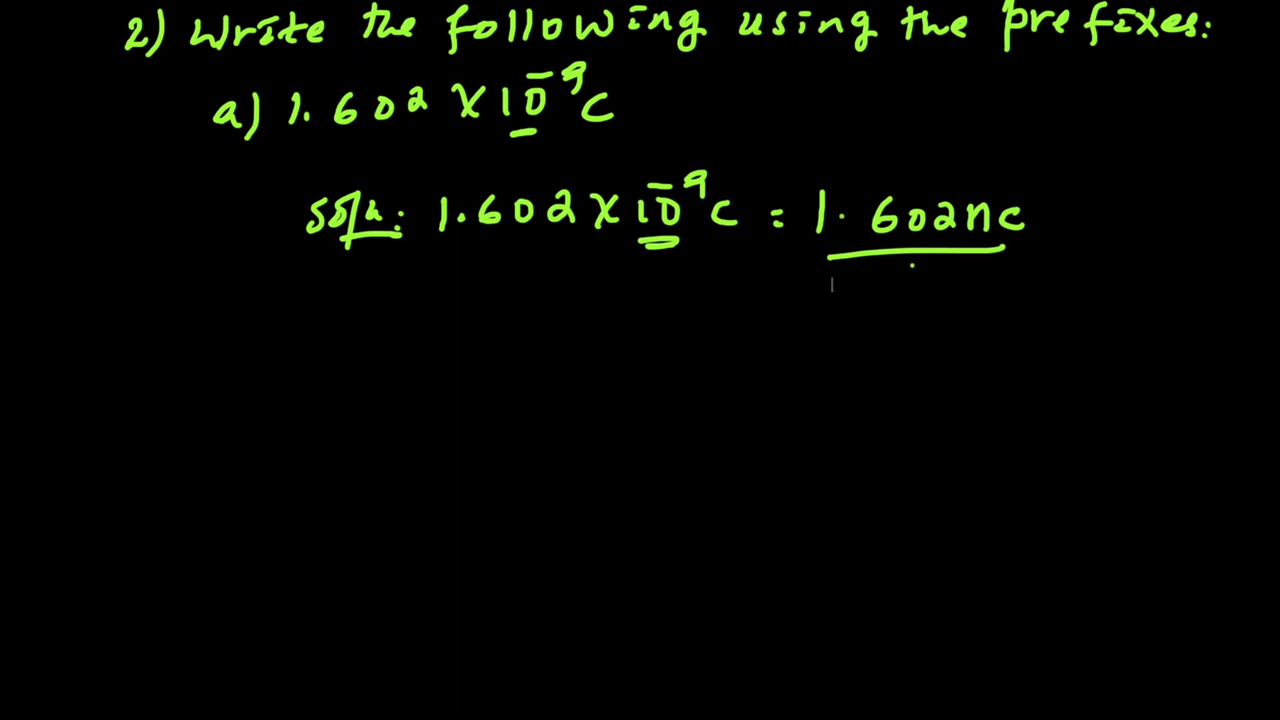 2) Write the following using the prefixes:
a) 1.602 × 10⁻⁹ C
Soln: 1.602 × 10⁻⁹ C = 1.602nC